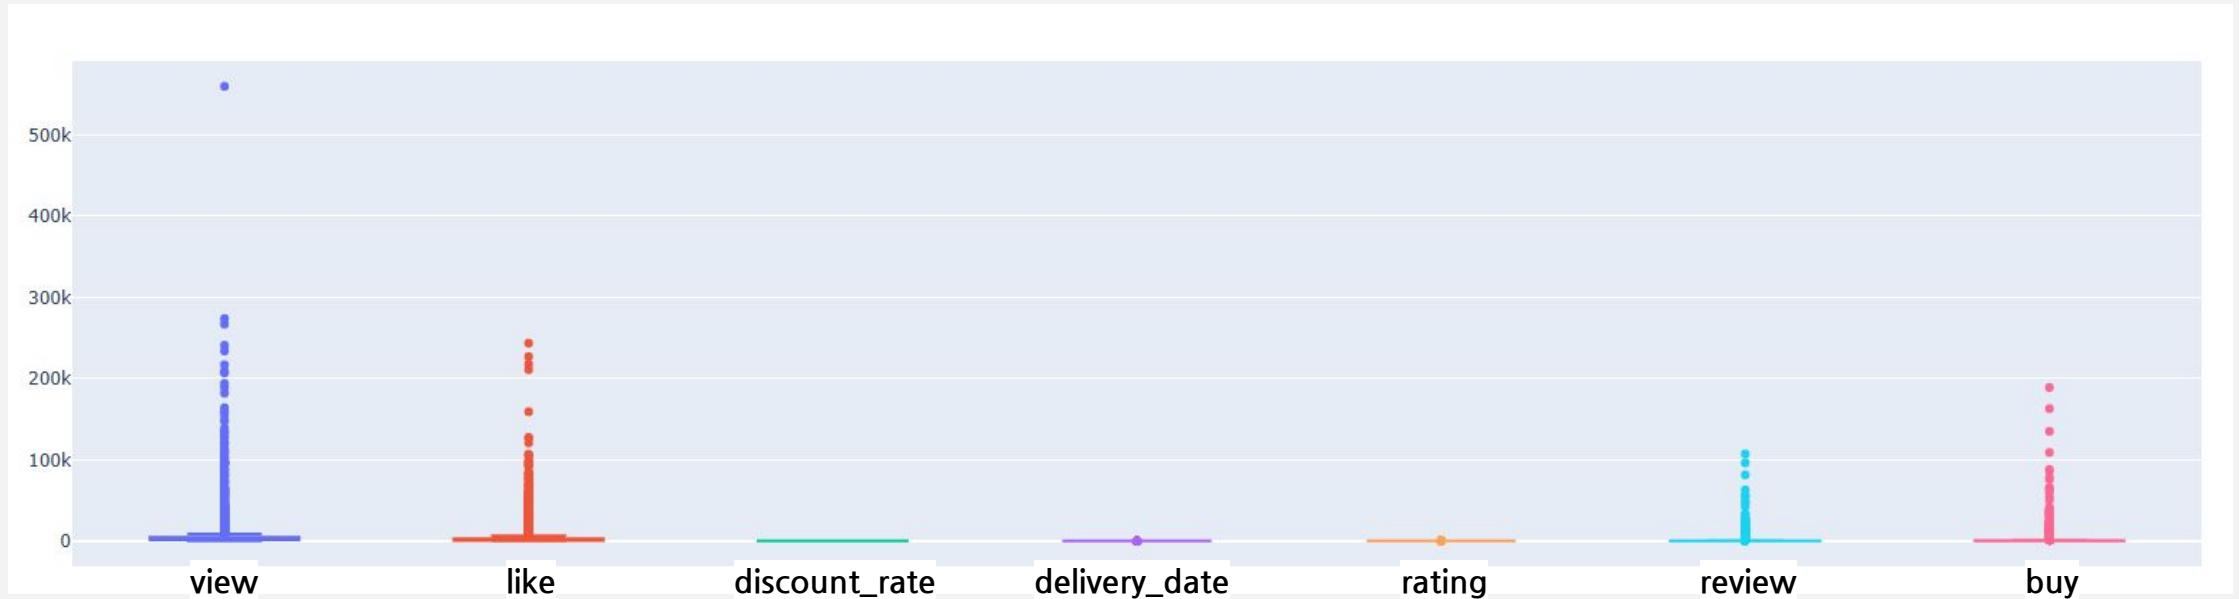 500k
400k
300k
200k
100k
0
view like discount_rate delivery_date rating review buy